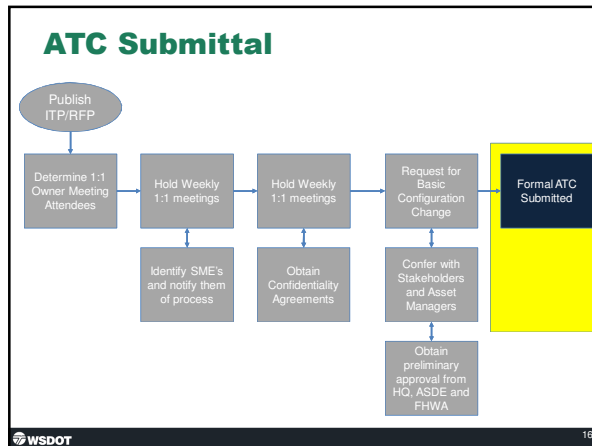 ATC Submittal
Publish
ITP/RFP
Determine 1:1
Owner Meeting
Attendees
Hold Weekly
1:1 meetings
Hold Weekly
1:1 meetings
Request for
Basic
Configuration
Change
Formal ATC
Submitted
Identify SME's
and notify them
of process
Obtain
Confidentiality
Agreements
Confer with
Stakeholders
and Asset
Managers
Obtain
preliminary
approval from
HQ, ASDE and
FHWA
WSDOT
16